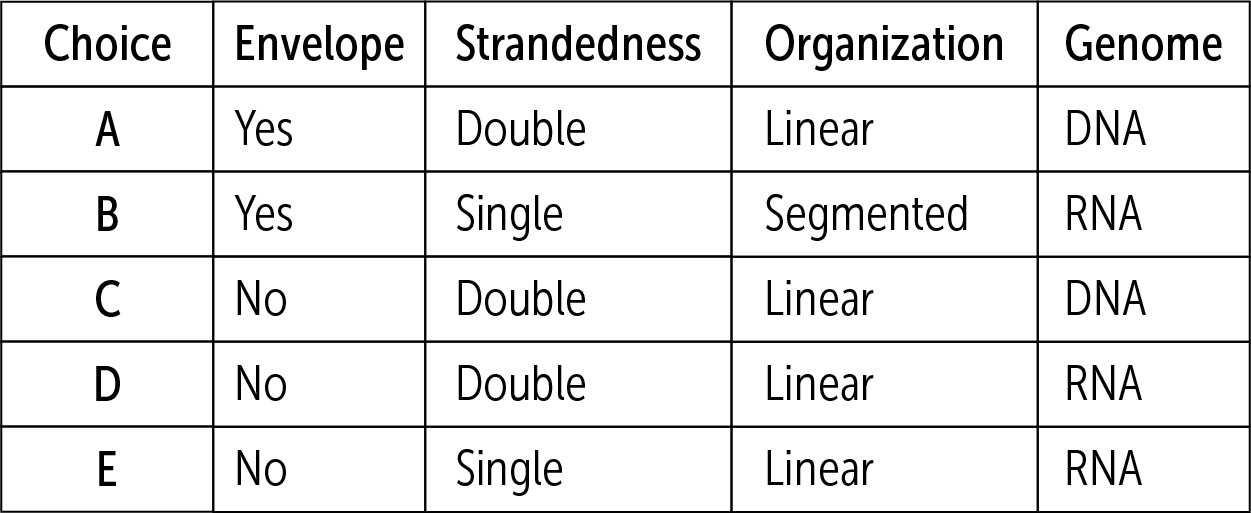 Choice Envelope Strandedness Organization Genome
A Yes Double Linear DNA
B Yes Single Segmented RNA
C No Double Linear DNA
D No Double Linear RNA
E No Single Linear RNA